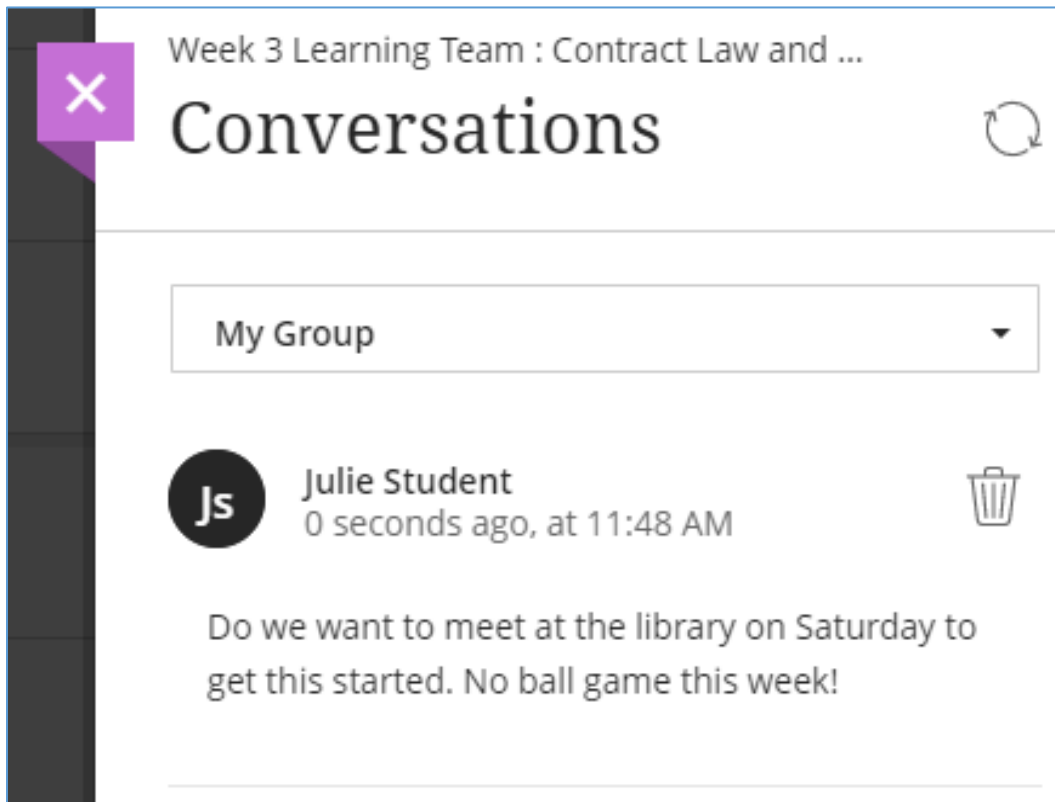 Week 3 Learning Team : Contract Law and ...
Conversations
My Group
Js
Julie Student
0 seconds ago, at 11:48 AM
Do we want to meet at the library on Saturday to
get this started. No ball game this week!